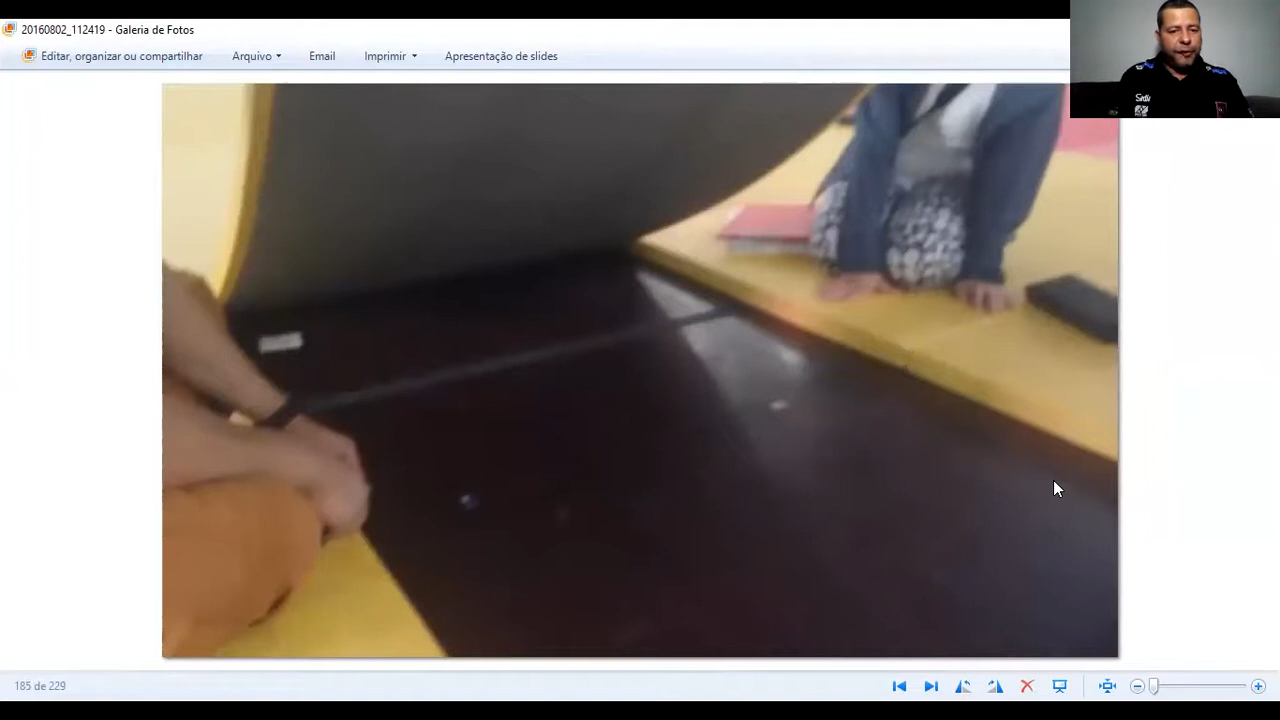 20160802_112419 - Galeria de Fotos
Editar, organizar ou compartilhar Arquivo Email Imprimir Apresentação de slides
185 de 229